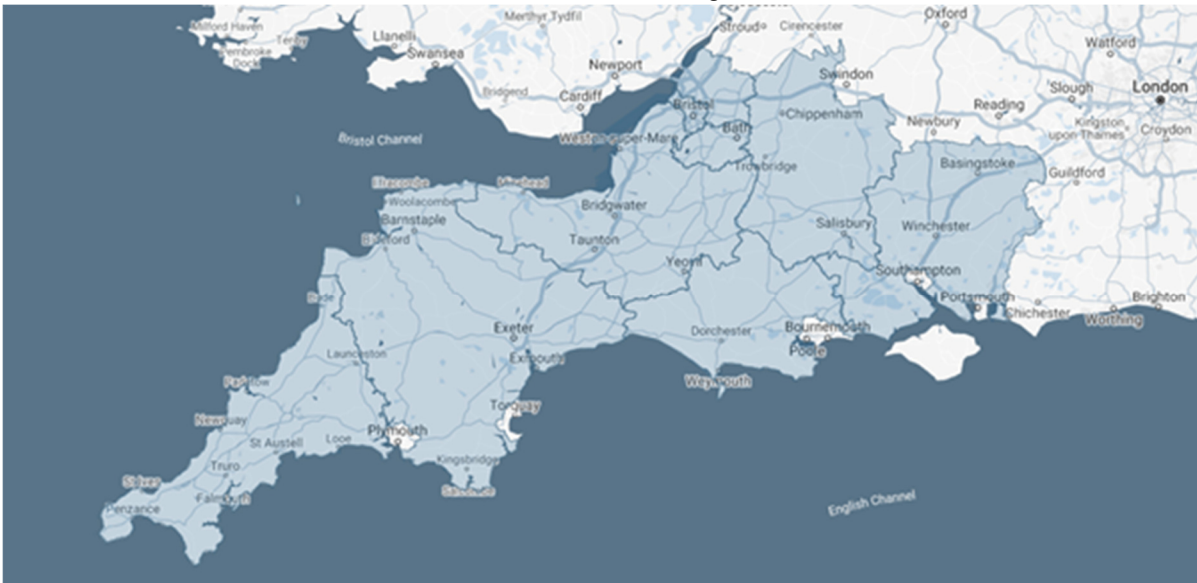 Oxford
Merthyr Tydfil
Milford Haven
Stroud
Cirencester
Llanelli
Tenby
Watford
Pembroke
Dock
Swansea
Newport
Swindon
London
Slough
Bridgend
Cardiff
Bristol
Reading
Chippenham
Newbury
Kingston
upon Thames
Croydon
Bath
Bristol Channel
Weston-super-Mare
Trowbridge
Basingstoke
Guildford
Ilfracombe
Minehead
Woolacombe
Bridgwater
Barnstaple
Salisbury
Winchester
Bideford
Taunton
Yeovil
Southampton
Bude
Portsmouth
Brighton
Chichester
Worthing
Exeter
Dorchester
Bournemouth
Poole
Launceston
Exmouth
Padstow
Weymouth
Torquay
Newquay
Plymouth
St Austell
Looe
Kingsbridge
Truro
St Ives
Salcombe
Falmouth
Penzance
English Channel